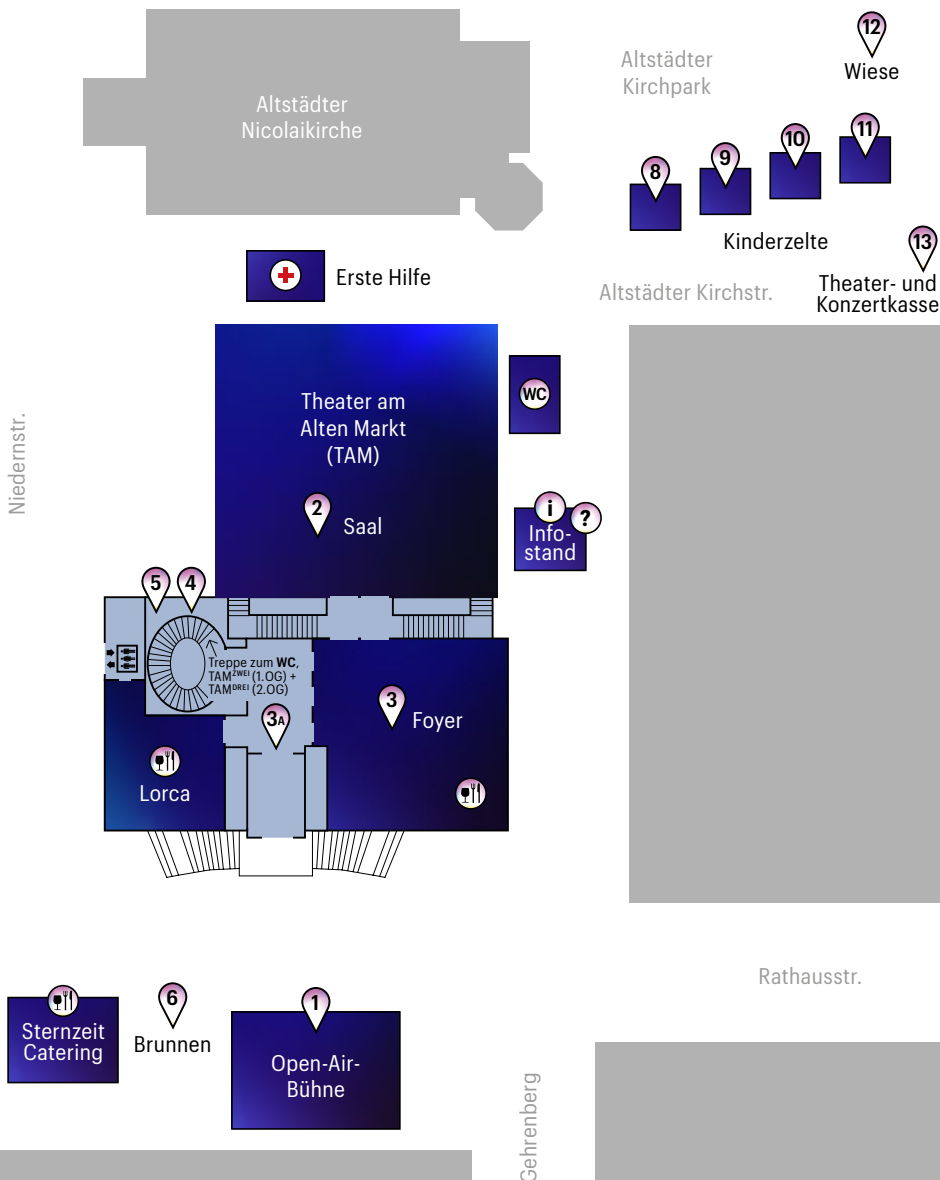 12
Wiese
Altstädter
Kirchpark
Altstädter
Nicolaikirche
8
9
10
11
Kinderzelte
13
Theater- und
Konzertkasse
Erste Hilfe
Altstädter Kirchstr.
Niedernstr.
Theater am
Alten Markt
(TAM)
WC
2
Saal
i
?
Info-
stand
5
4
Treppe zum WC,
TAMZWEI (1.OG) +
TAMDREI (2.OG)
3A
3
Foyer
Lorca
Rathausstr.
Sternzeit
Catering
6
Brunnen
1
Open-Air-
Bühne
Gehrenberg